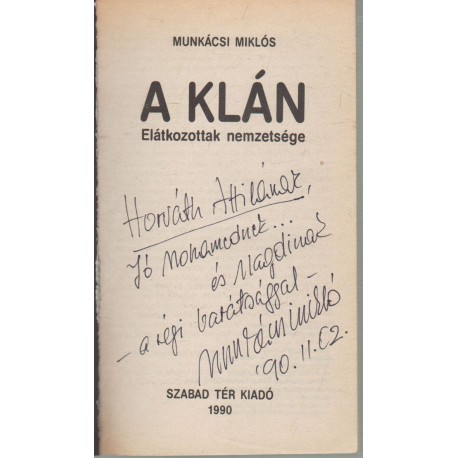 MUNKÁCSI MIKLÓS
A KLÁN
Elátkozottak nemzetsége
Horváth Attilának,
Jó Mohamednek...
és Magdinak
- a régi barátsággal -
Munkácsi Mikló
'90. 11. 02.
SZABAD TÉR KIADÓ
1990